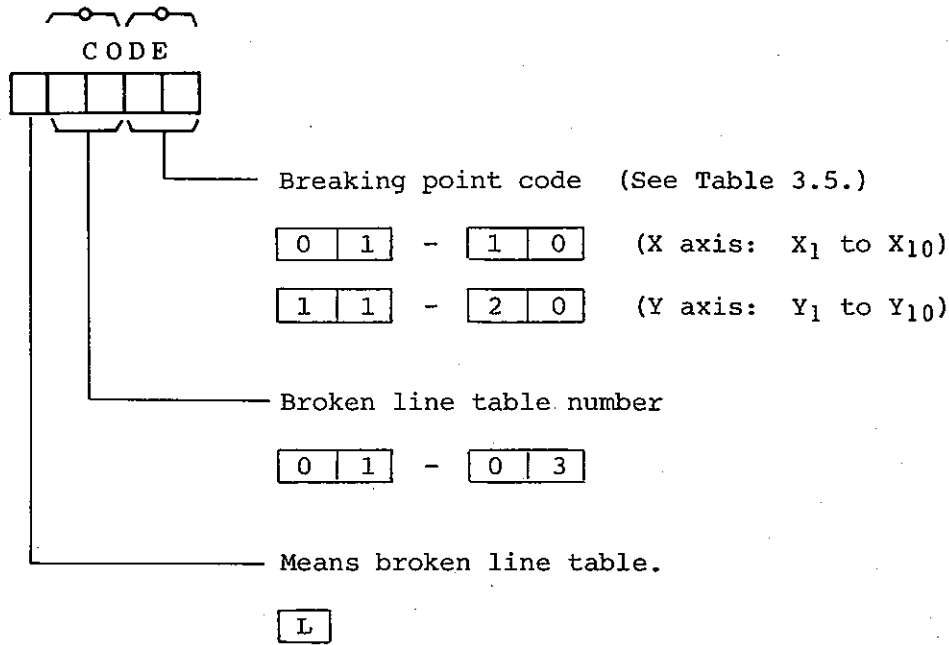 CODE
Breaking point code (See Table 3.5.)
0 1 - 1 0 (X axis: X1 to X10)
1 1 - 2 0 (Y axis: Y1 to Y10)
Broken line table number
0 1 - 0 3
Means broken line table.
L